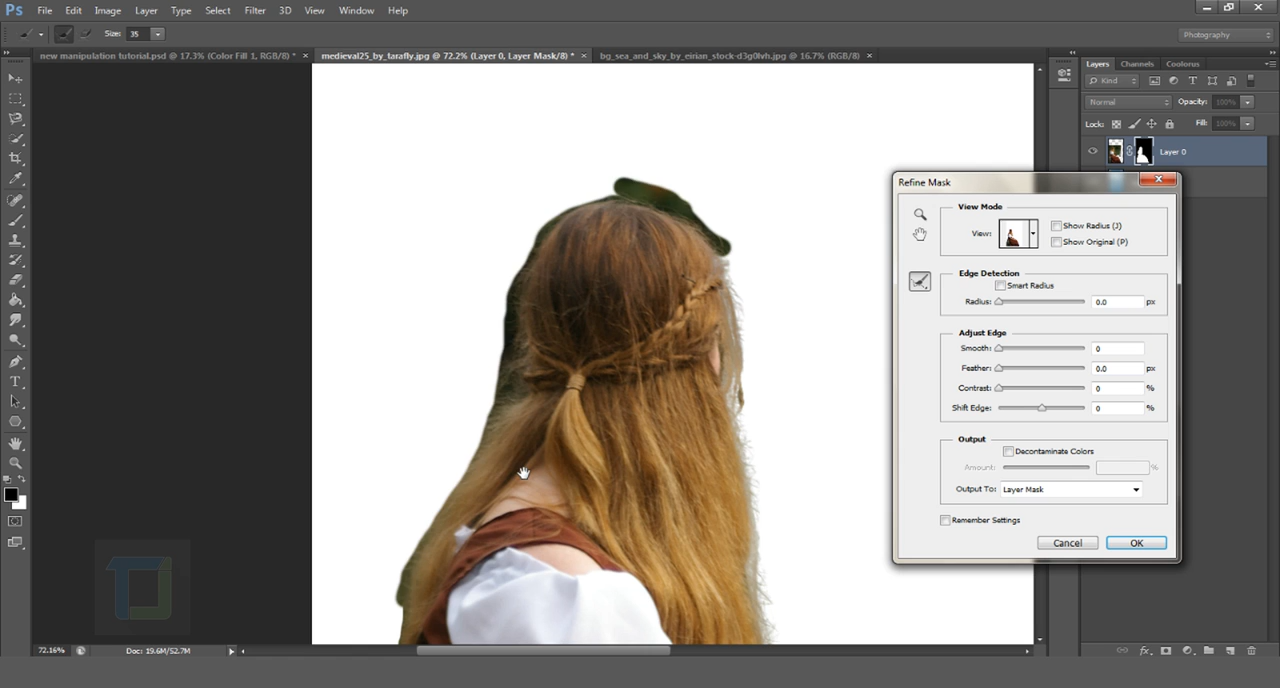 Ps File Edit Image Layer Type Select Filter 3D View Window Help
Size: 35
Photography
new manipulation tutorial.psd @ 17.3% (Color Fill 1, RGB/8) * ×
medieval25_by_tarafly.jpg @ 72.2% (Layer 0, Layer Mask/8) * ×
bg_sea_and_sky_by_eirian_stock-d3g0lvh.jpg @ 16.7% (RGB/8) ×
Layers Channels Coolorus
Kind
Normal Opacity: 100%
Lock: Fill: 100%
Layer 0
Refine Mask
View Mode
View:
Show Radius (J)
Show Original (P)
Edge Detection
Smart Radius
Radius: 0.0 px
Adjust Edge
Smooth: 0
Feather: 0.0 px
Contrast: 0 %
Shift Edge: 0 %
Output
Decontaminate Colors
Amount: %
Output To: Layer Mask
Remember Settings
Cancel OK
72.16% Doc: 19.6M/52.7M